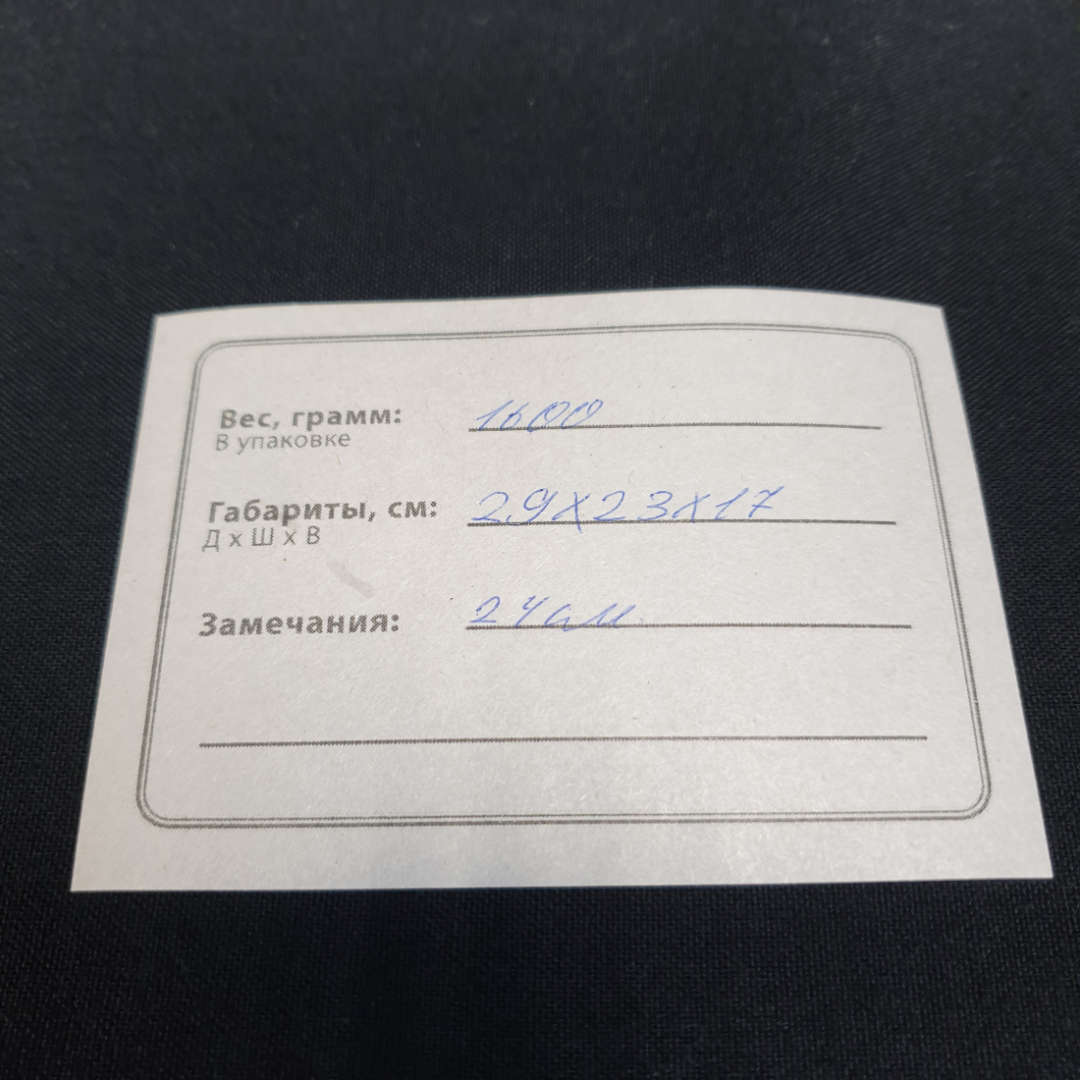 Вес, грамм: 1600
В упаковке
Габариты, см: 29х23х17
Д х Ш х В
Замечания: 24см